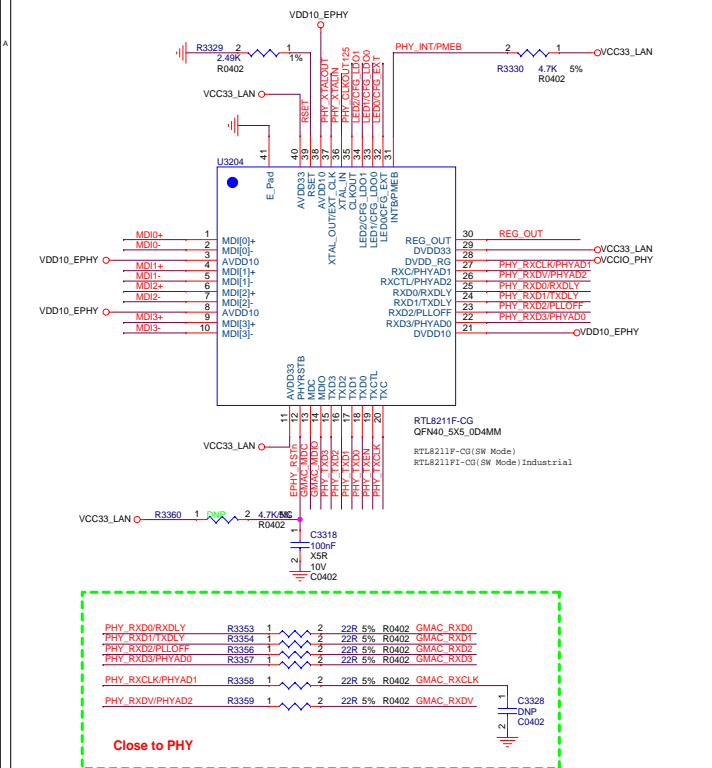 VDD10_EPHY
A
R3329 2 1
2.49K 1%
R0402
PHY_INT/PMEB
2 1 VCC33_LAN
R3330 4.7K 5%
R0402
VCC33_LAN
RSET
PHY_XTALOUT
PHY_XTALIN
PHY_CLKOUT125
LED2/CFG_LDO1
LED1/CFG_LDO0
LED0/CFG_EXT
41 40 39 38 37 36 35 34 33 32 31
U3204
E_Pad
AVDD33
RSET
AVDD10
XTAL_OUT/EXT_CLK
XTAL_IN
CLKOUT
LED2/CFG_LDO1
LED1/CFG_LDO0
LED0/CFG_EXT
INTB/PMEB
MDI0+ 1 MDI[0]+
MDI0- 2 MDI[0]-
VDD10_EPHY 3 AVDD10
MDI1+ 4 MDI[1]+
MDI1- 5 MDI[1]-
MDI2+ 6 MDI[2]+
MDI2- 7 MDI[2]-
VDD10_EPHY 8 AVDD10
MDI3+ 9 MDI[3]+
MDI3- 10 MDI[3]-
REG_OUT 30 REG_OUT
DVDD33 29 VCC33_LAN
DVDD_RG 28 VCCIO_PHY
RXC/PHYAD1 27 PHY_RXCLK/PHYAD1
RXCTL/PHYAD2 26 PHY_RXDV/PHYAD2
RXD0/RXDLY 25 PHY_RXD0/RXDLY
RXD1/TXDLY 24 PHY_RXD1/TXDLY
RXD2/PLLOFF 23 PHY_RXD2/PLLOFF
RXD3/PHYAD0 22 PHY_RXD3/PHYAD0
DVDD10 21 VDD10_EPHY
AVDD33
PHYRSTB
MDC
MDIO
TXD3
TXD2
TXD1
TXD0
TXCTL
TXC
11 12 13 14 15 16 17 18 19 20
RTL8211F-CG
QFN40_5X5_0D4MM
RTL8211F-CG(SW Mode)
RTL8211FI-CG(SW Mode)Industrial
VCC33_LAN
EPHY_RSTn
GMAC_MDC
GMAC_MDIO
PHY_TXD3
PHY_TXD2
PHY_TXD1
PHY_TXD0
PHY_TXEN
PHY_TXCLK
VCC33_LAN R3360 1 DNP 2 4.7K/NC 5%
R0402
1 C3318
100nF
X5R
2 10V
C0402
PHY_RXD0/RXDLY R3353 1 2 22R 5% R0402 GMAC_RXD0
PHY_RXD1/TXDLY R3354 1 2 22R 5% R0402 GMAC_RXD1
PHY_RXD2/PLLOFF R3356 1 2 22R 5% R0402 GMAC_RXD2
PHY_RXD3/PHYAD0 R3357 1 2 22R 5% R0402 GMAC_RXD3
PHY_RXCLK/PHYAD1 R3358 1 2 22R 5% R0402 GMAC_RXCLK
PHY_RXDV/PHYAD2 R3359 1 2 22R 5% R0402 GMAC_RXDV
1 C3328
DNP
2 C0402
Close to PHY